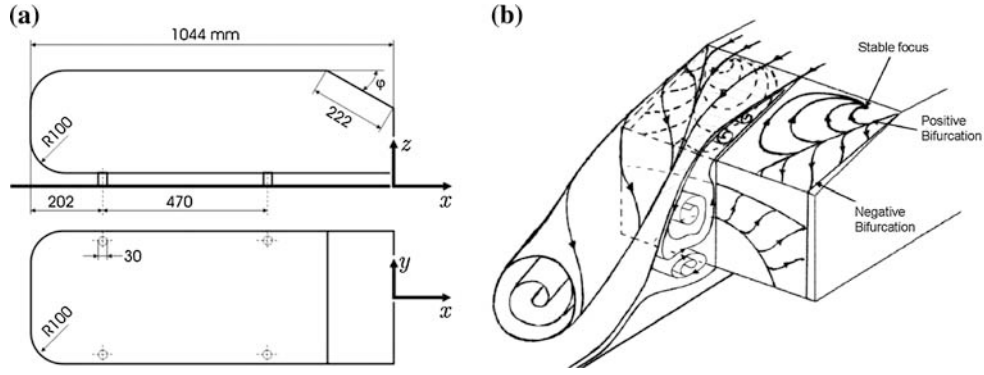 (a)
1044 mm
φ
222
R100
z
x
202
470
30
y
R100
x
(b)
Stable focus
Positive
Bifurcation
Negative
Bifurcation